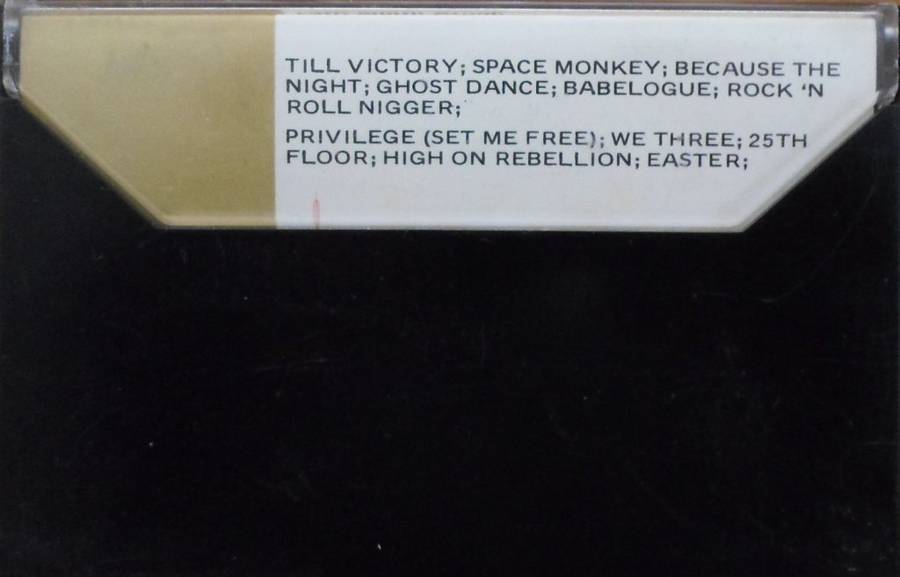 TILL VICTORY; SPACE MONKEY; BECAUSE THE
NIGHT; GHOST DANCE; BABELOGUE; ROCK 'N
ROLL NIGGER;
PRIVILEGE (SET ME FREE); WE THREE; 25TH
FLOOR; HIGH ON REBELLION; EASTER;